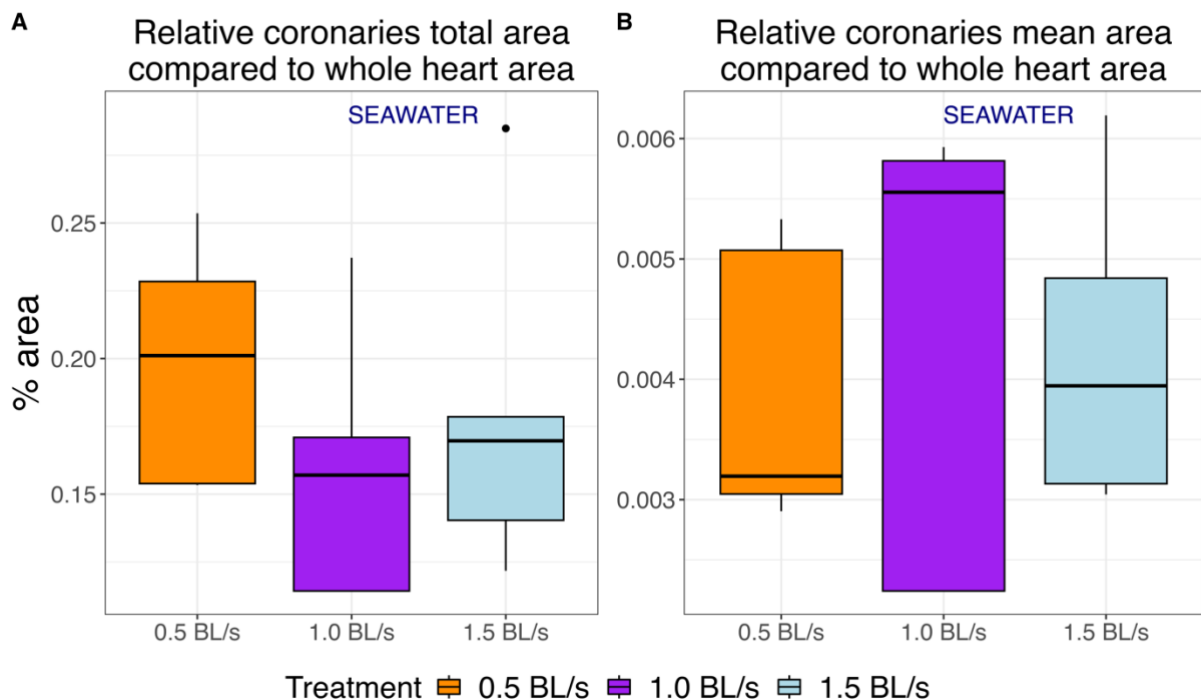 A
Relative coronaries total area
compared to whole heart area
SEAWATER
% area
0.25
0.20
0.15
0.5 BL/s 1.0 BL/s 1.5 BL/s
B
Relative coronaries mean area
compared to whole heart area
SEAWATER
0.006
0.005
0.004
0.003
0.5 BL/s 1.0 BL/s 1.5 BL/s
Treatment 0.5 BL/s 1.0 BL/s 1.5 BL/s